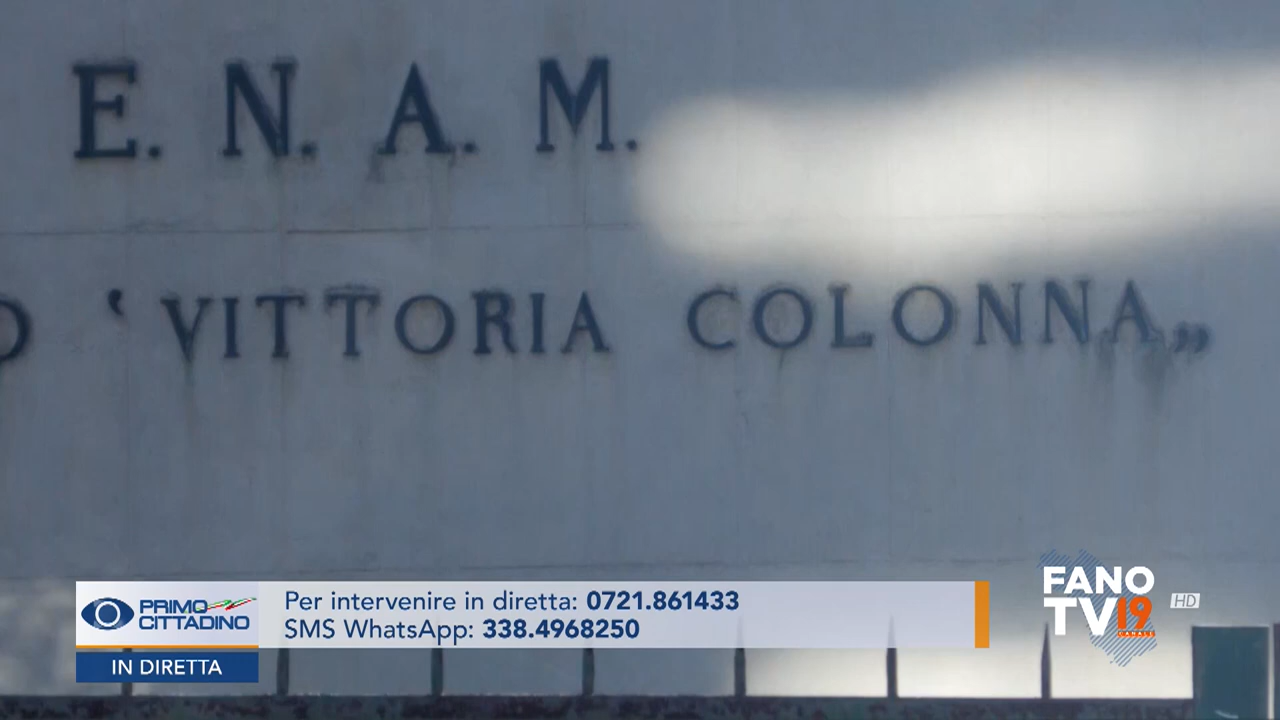 E. N. A. M.
O ‘VITTORIA COLONNA„
PRIMO
CITTADINO
Per intervenire in diretta: 0721.861433
SMS WhatsApp: 338.4968250
IN DIRETTA
FANO
TV19
CANALE
HD